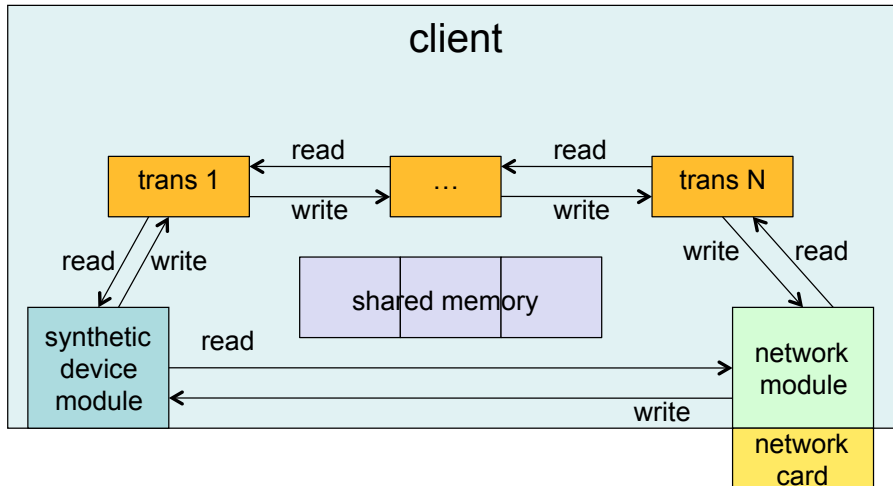 client
read
read
trans 1
...
trans N
write
write
read
write
write
read
shared memory
synthetic
device
module
read
network
module
write
network
card